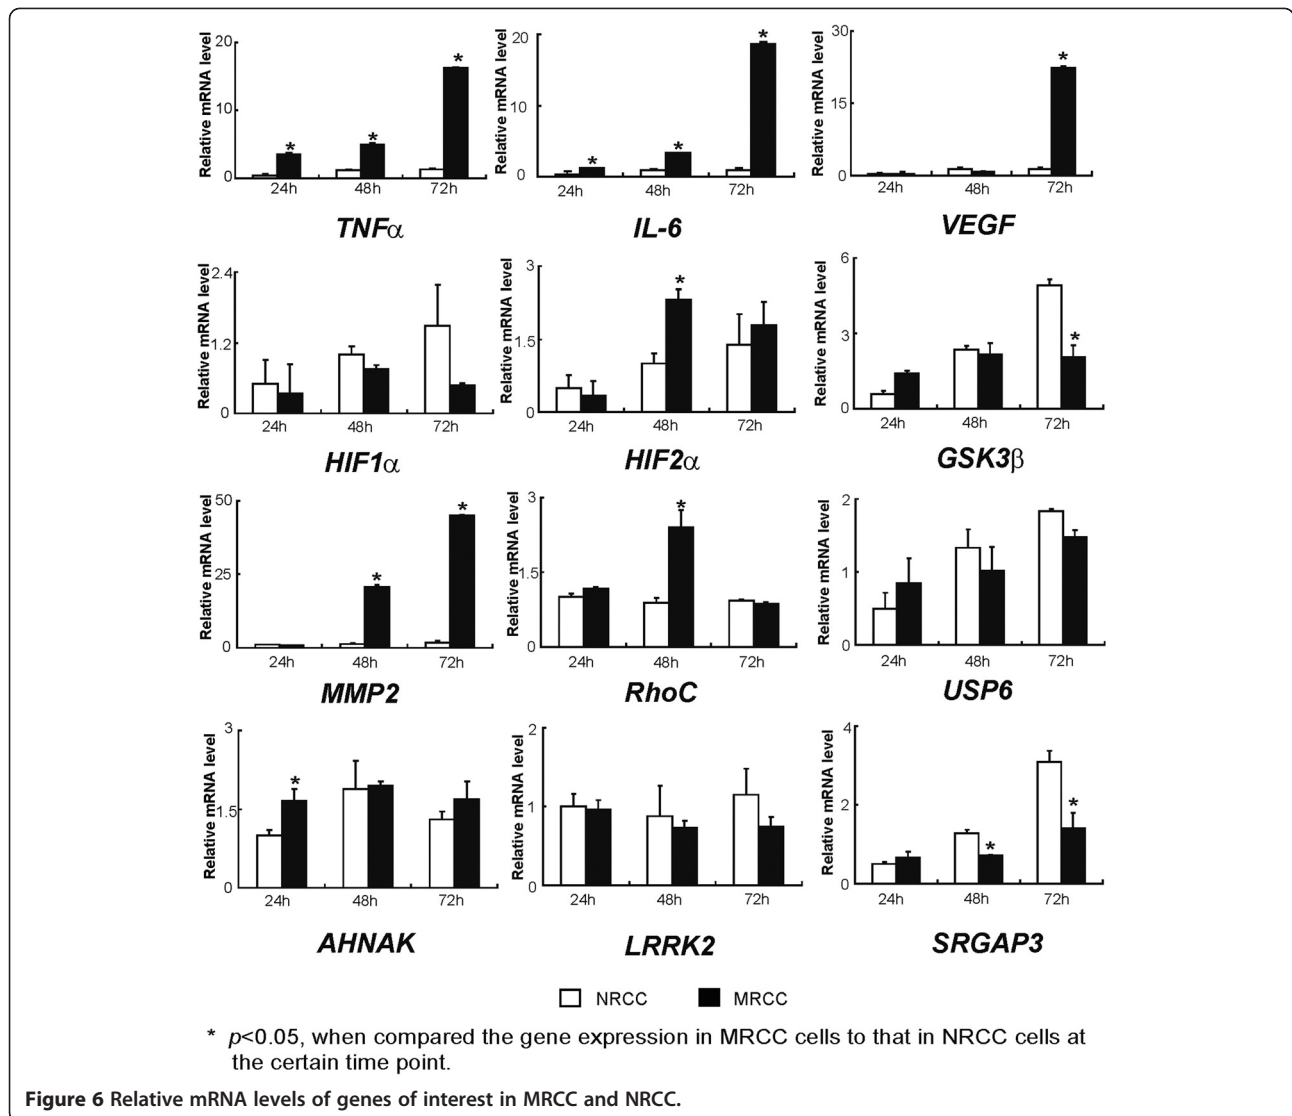 Relative mRNA level
20
10
0
*
*
*
24h
48h
72h
TNFα
Relative mRNA level
20
10
0
*
*
*
24h
48h
72h
IL-6
Relative mRNA level
30
15
0
*
24h
48h
72h
VEGF
Relative mRNA level
2.4
1.2
0
24h
48h
72h
HIF1α
Relative mRNA level
3
1.5
0
*
24h
48h
72h
HIF2α
Relative mRNA level
6
3
0
*
24h
48h
72h
GSK3β
Relative mRNA level
50
25
0
*
*
24h
48h
72h
MMP2
Relative mRNA level
3
1.5
0
*
24h
48h
72h
RhoC
Relative mRNA level
2
1
0
24h
48h
72h
USP6
Relative mRNA level
3
1.5
0
*
24h
48h
72h
AHNAK
Relative mRNA level
2
1
0
24h
48h
72h
LRRK2
Relative mRNA level
4
2
0
*
*
24h
48h
72h
SRGAP3
NRCC MRCC
* p<0.05, when compared the gene expression in MRCC cells to that in NRCC cells at
the certain time point.
Figure 6 Relative mRNA levels of genes of interest in MRCC and NRCC.